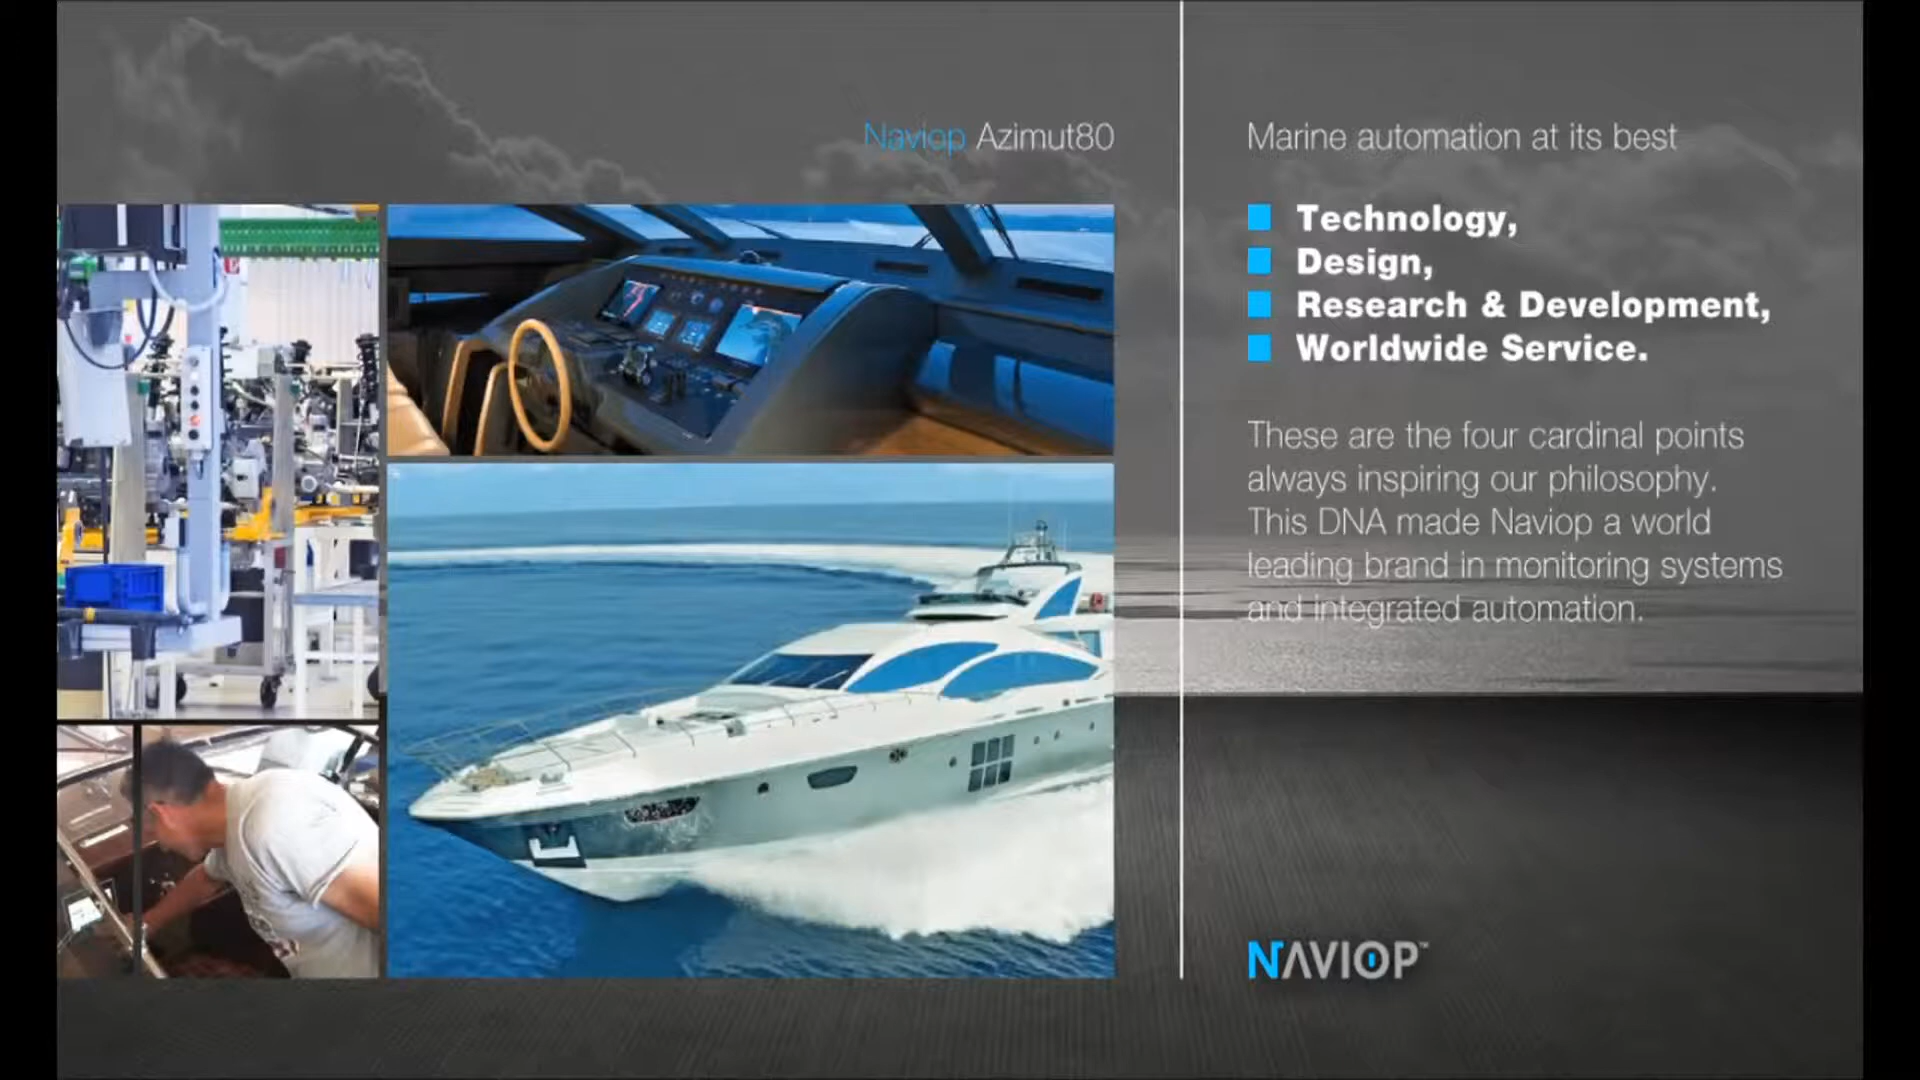 Naviop Azimut80
Marine automation at its best
Technology,
Design,
Research & Development,
Worldwide Service.
These are the four cardinal points
always inspiring our philosophy.
This DNA made Naviop a world
leading brand in monitoring systems
and integrated automation.
NAVIOP™